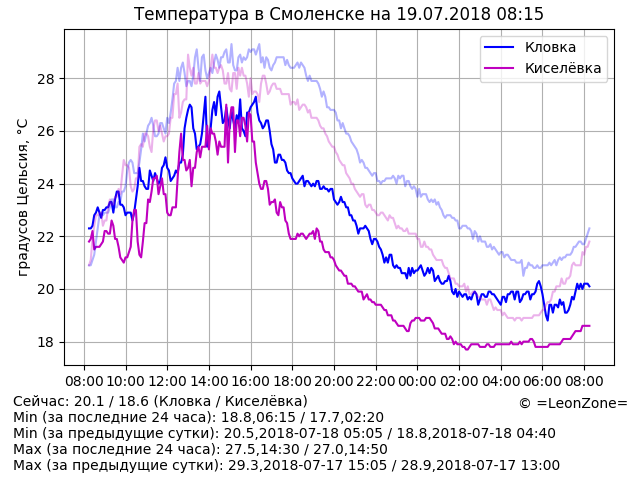 Температура в Смоленске на 19.07.2018 08:15
Кловка
Киселёвка
градусов Цельсия, °C
28
26
24
22
20
18
08:00 10:00 12:00 14:00 16:00 18:00 20:00 22:00 00:00 02:00 04:00 06:00 08:00
Сейчас: 20.1 / 18.6 (Кловка / Киселёвка)
© =LeonZone=
Min (за последние 24 часа): 18.8,06:15 / 17.7,02:20
Min (за предыдущие сутки): 20.5,2018-07-18 05:05 / 18.8,2018-07-18 04:40
Max (за последние 24 часа): 27.5,14:30 / 27.0,14:50
Max (за предыдущие сутки): 29.3,2018-07-17 15:05 / 28.9,2018-07-17 13:00